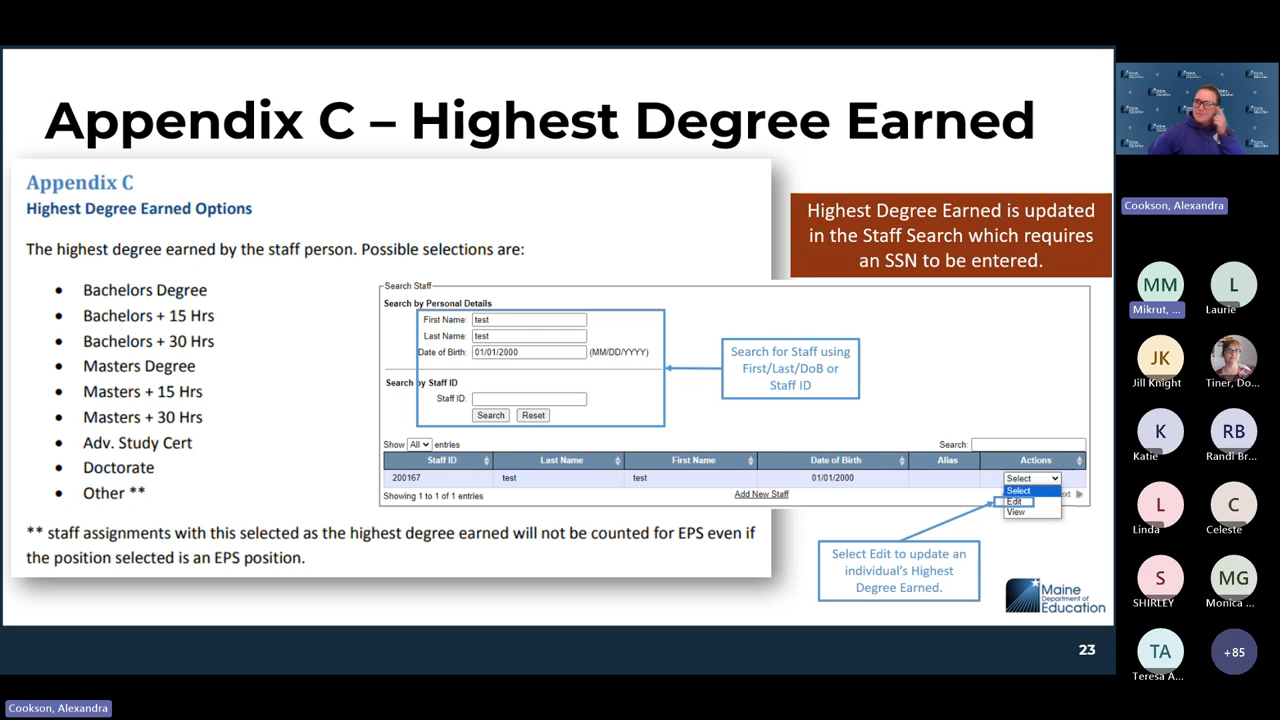 Appendix C – Highest Degree Earned
Appendix C
Highest Degree Earned Options
The highest degree earned by the staff person. Possible selections are:
• Bachelors Degree
• Bachelors + 15 Hrs
• Bachelors + 30 Hrs
• Masters Degree
• Masters + 15 Hrs
• Masters + 30 Hrs
• Adv. Study Cert
• Doctorate
• Other **
** staff assignments with this selected as the highest degree earned will not be counted for EPS even if
the position selected is an EPS position.
Highest Degree Earned is updated
in the Staff Search which requires
an SSN to be entered.
Search Staff
Search by Personal Details
First Name: test
Last Name: test
Date of Birth: 01/01/2000 (MM/DD/YYYY)
Search by Staff ID
Staff ID:
Search Reset
Search for Staff using
First/Last/DoB or
Staff ID
Show All entries
Search:
Staff ID Last Name First Name Date of Birth Alias Actions
200167 test test 01/01/2000 Select
Select
Edit
View
Showing 1 to 1 of 1 entries
Add New Staff
Select Edit to update an
individual's Highest
Degree Earned.
Maine
Department of
Education
23
Cookson, Alexandra
MM
Mikrut, ...
L
Laurie
JK
Jill Knight
Tiner, Do...
K
Katie
RB
Randi Br...
L
Linda
C
Celeste
S
SHIRLEY
MG
Monica ...
TA
Teresa A...
+85
Cookson, Alexandra